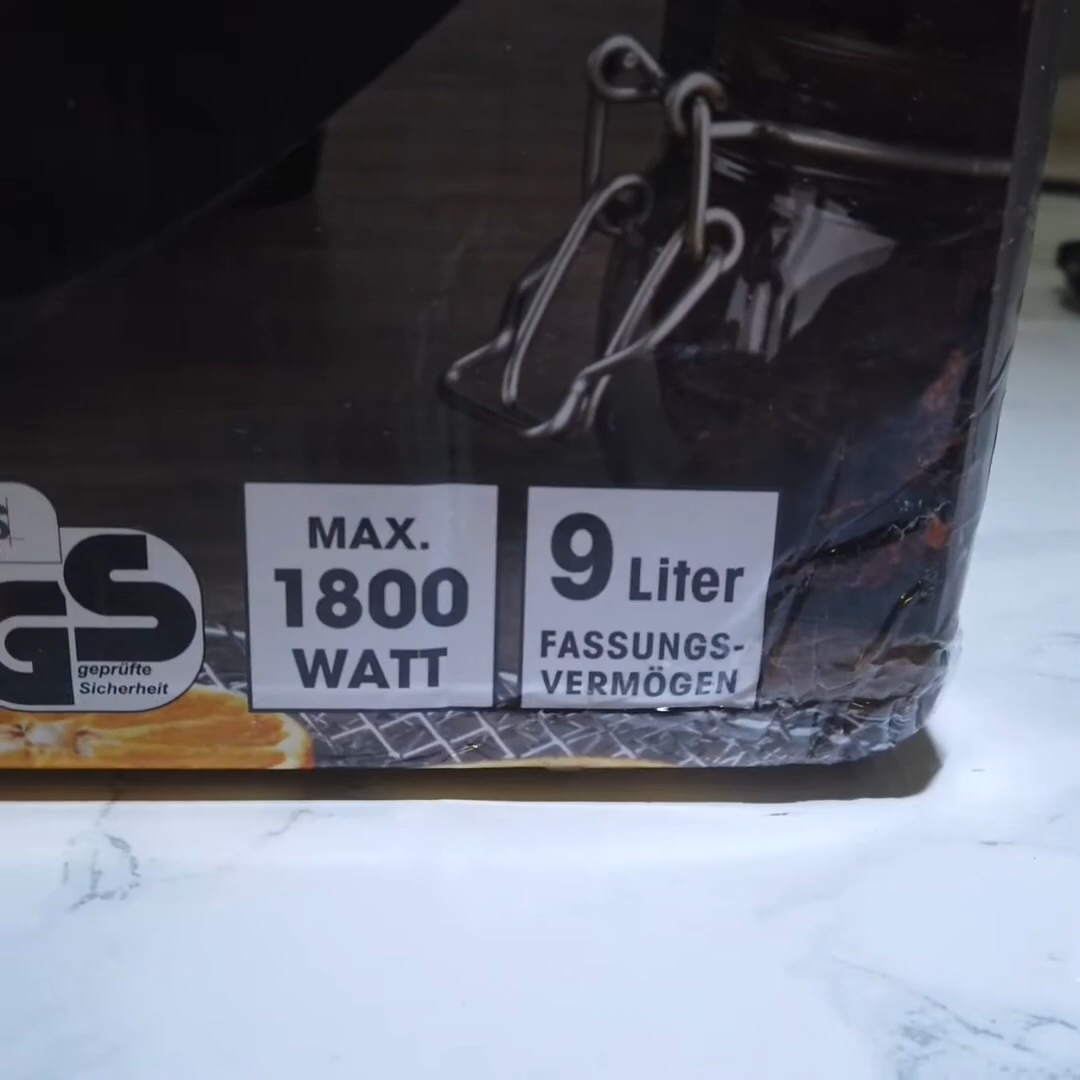 GS
geprüfte
Sicherheit
MAX.
1800
WATT
9 Liter
FASSUNGS-
VERMÖGEN